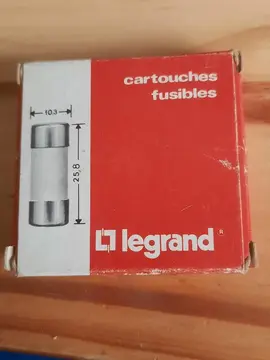 cartouches
fusibles
10.3
25,8
legrand